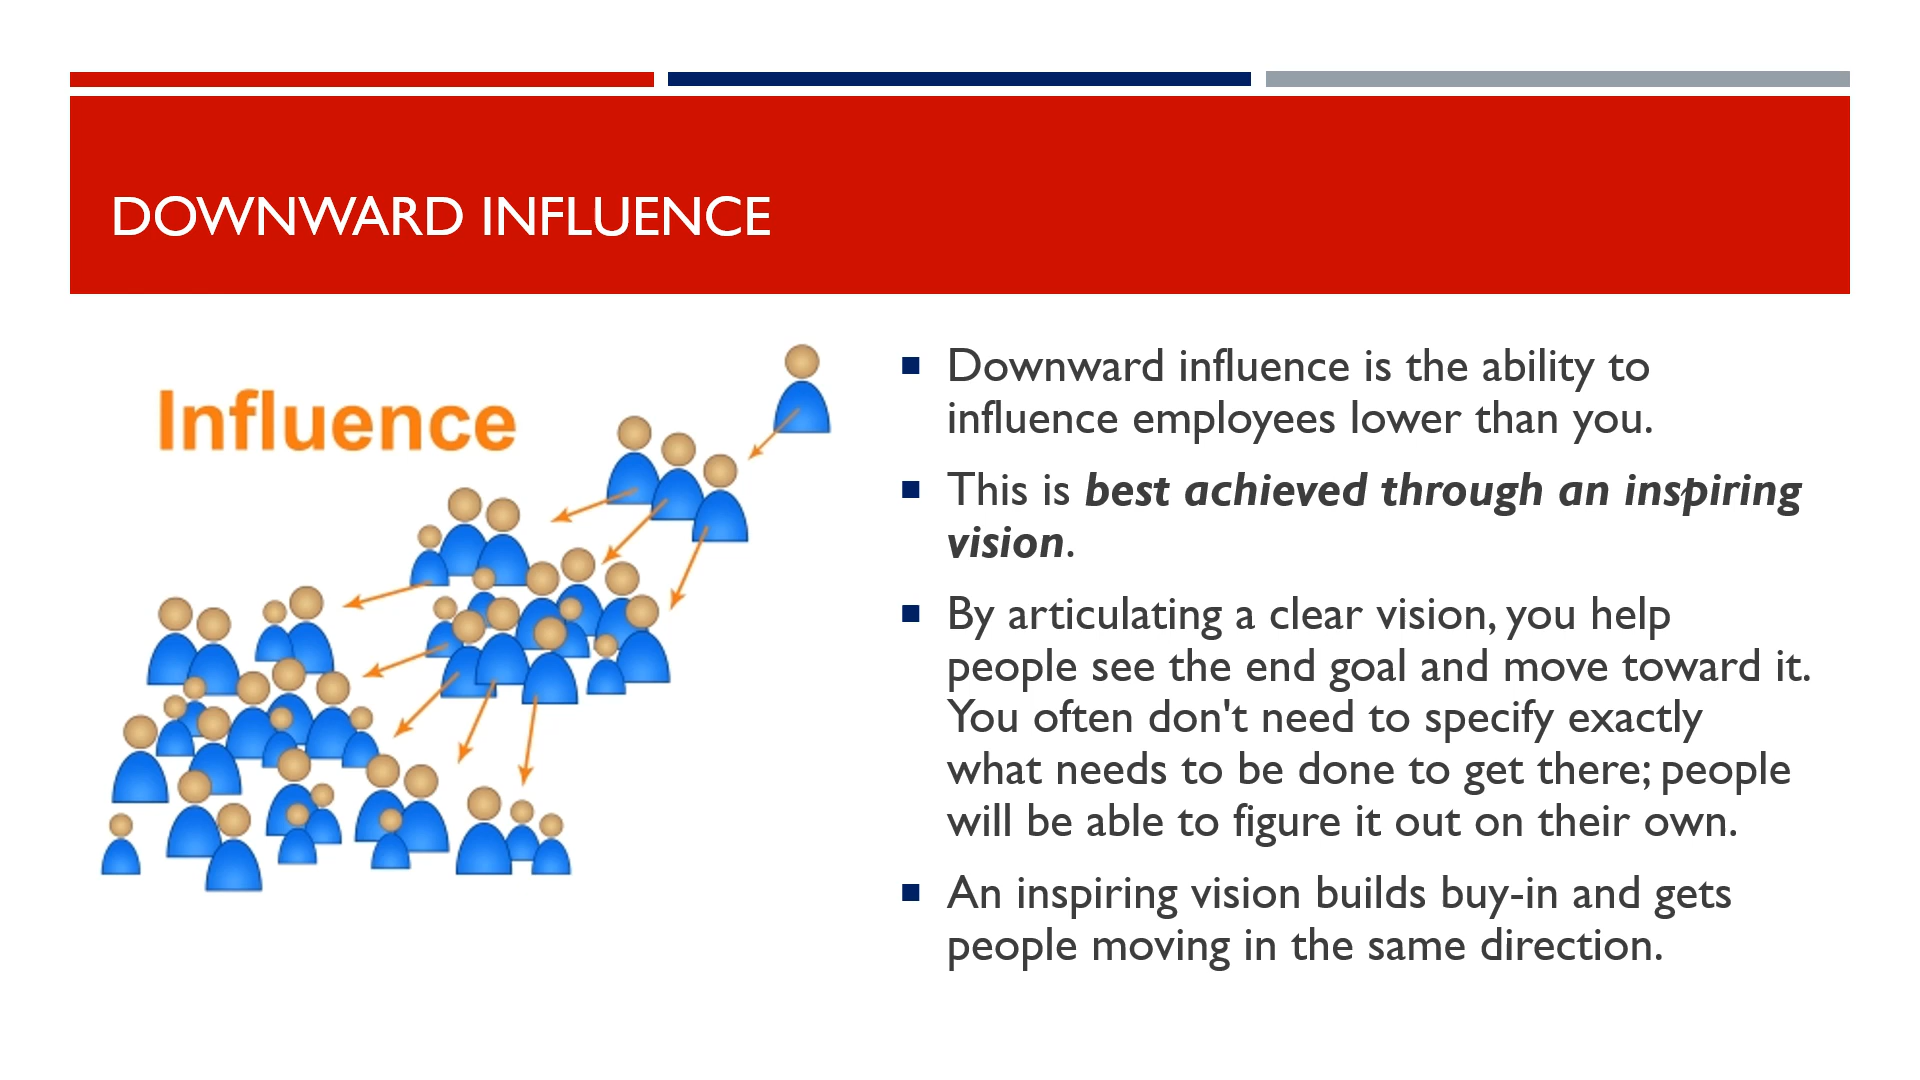 DOWNWARD INFLUENCE
Influence
Downward influence is the ability to
influence employees lower than you.
This is best achieved through an inspiring
vision.
By articulating a clear vision, you help
people see the end goal and move toward it.
You often don't need to specify exactly
what needs to be done to get there; people
will be able to figure it out on their own.
An inspiring vision builds buy-in and gets
people moving in the same direction.